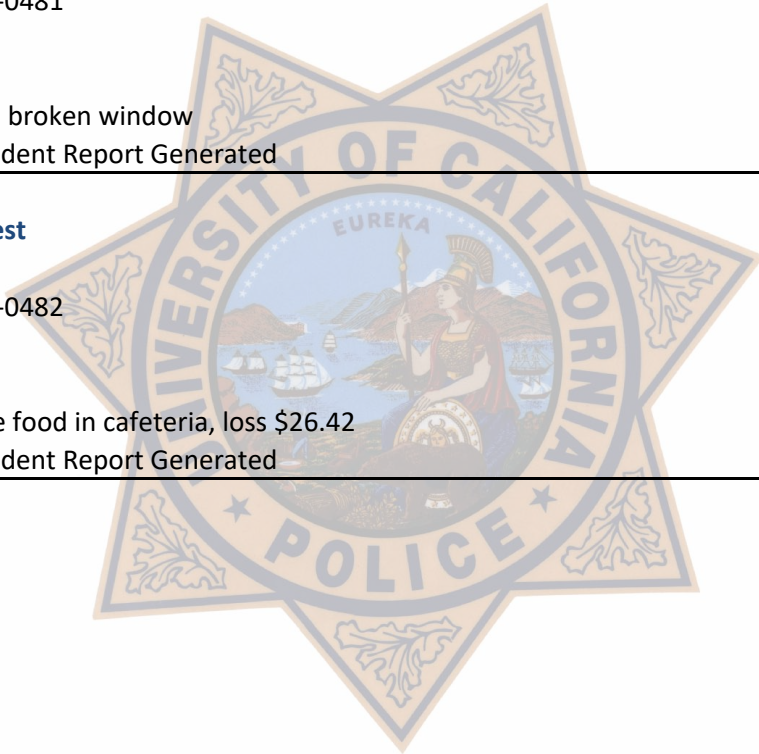 -0481
broken window
dent Report Generated
est
-0482
e food in cafeteria, loss $26.42
dent Report Generated
UNIVERSITY OF CALIFORNIA
EUREKA
POLICE